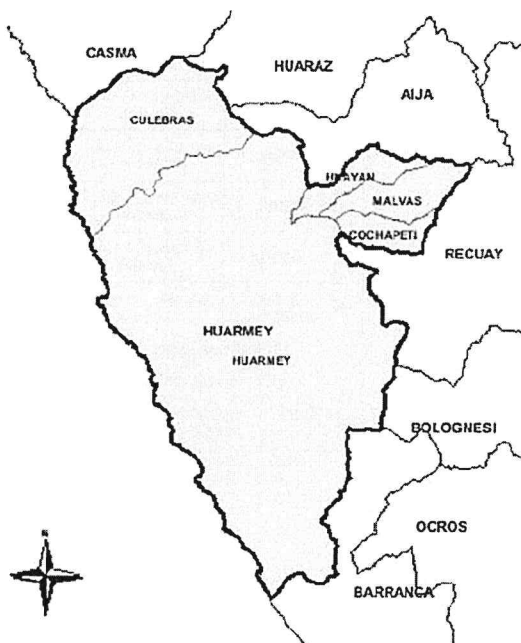 CASMA
HUARAZ
AIJA
CULEBRAS
HUAYAN
MALVAS
COCHAPETI
RECUAY
HUARMEY
HUARMEY
BOLOGNESI
OCROS
BARRANCA
N